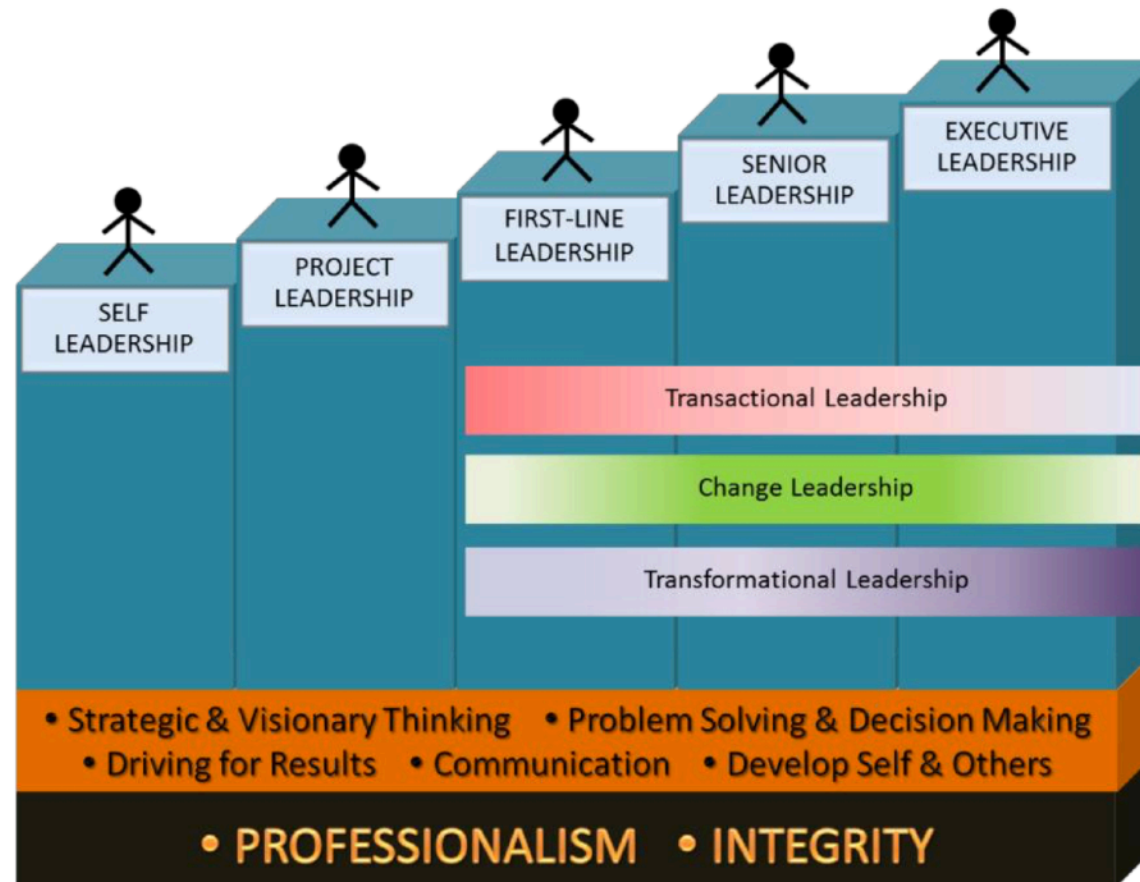 SELF
LEADERSHIP
PROJECT
LEADERSHIP
FIRST-LINE
LEADERSHIP
SENIOR
LEADERSHIP
EXECUTIVE
LEADERSHIP
Transactional Leadership
Change Leadership
Transformational Leadership
• Strategic & Visionary Thinking • Problem Solving & Decision Making
• Driving for Results • Communication • Develop Self & Others
• PROFESSIONALISM • INTEGRITY